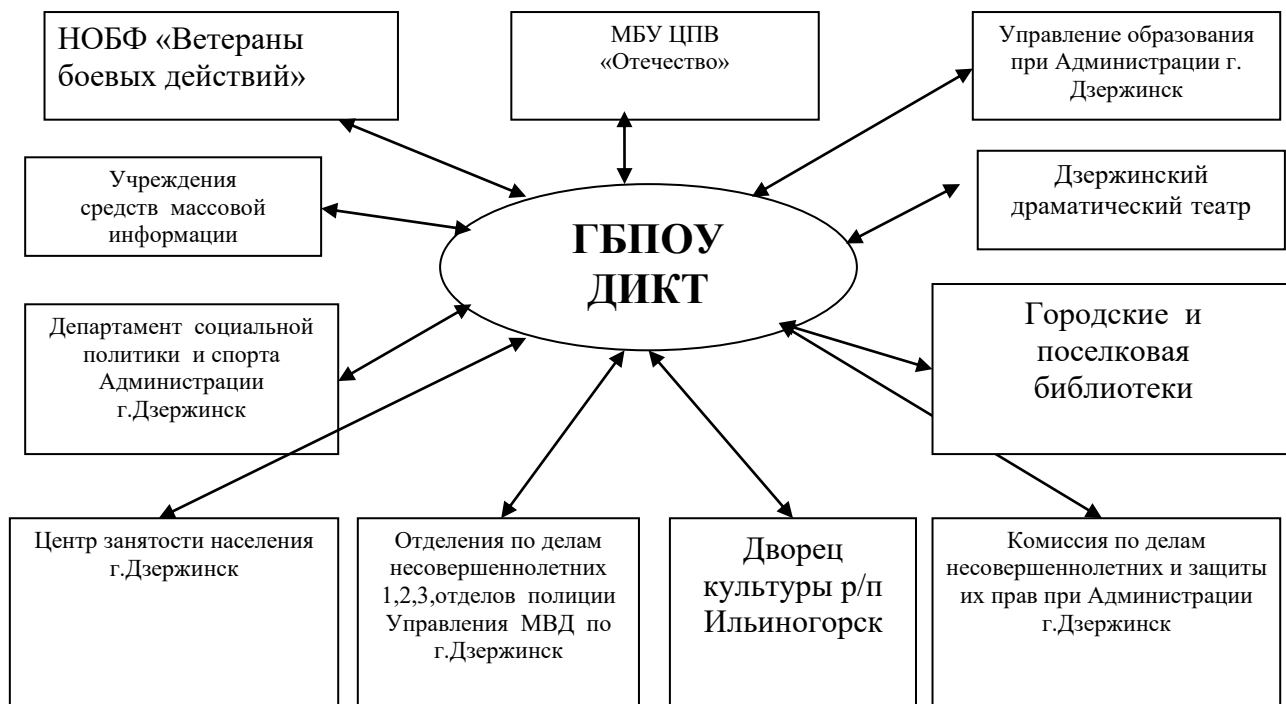 НОБФ «Ветераны
боевых действий»
МБУ ЦПВ
«Отечество»
Управление образования
при Администрации г.
Дзержинск
Учреждения
средств массовой
информации
ГБПОУ
ДИКТ
Дзержинский
драматический театр
Департамент социальной
политики и спорта
Администрации
г.Дзержинск
Городские и
поселковая
библиотеки
Центр занятости населения
г.Дзержинск
Отделения по делам
несовершеннолетних
1,2,3,отделов полиции
Управления МВД по
г.Дзержинск
Дворец
культуры р/п
Ильиногорск
Комиссия по делам
несовершеннолетних и защиты
их прав при Администрации
г.Дзержинск